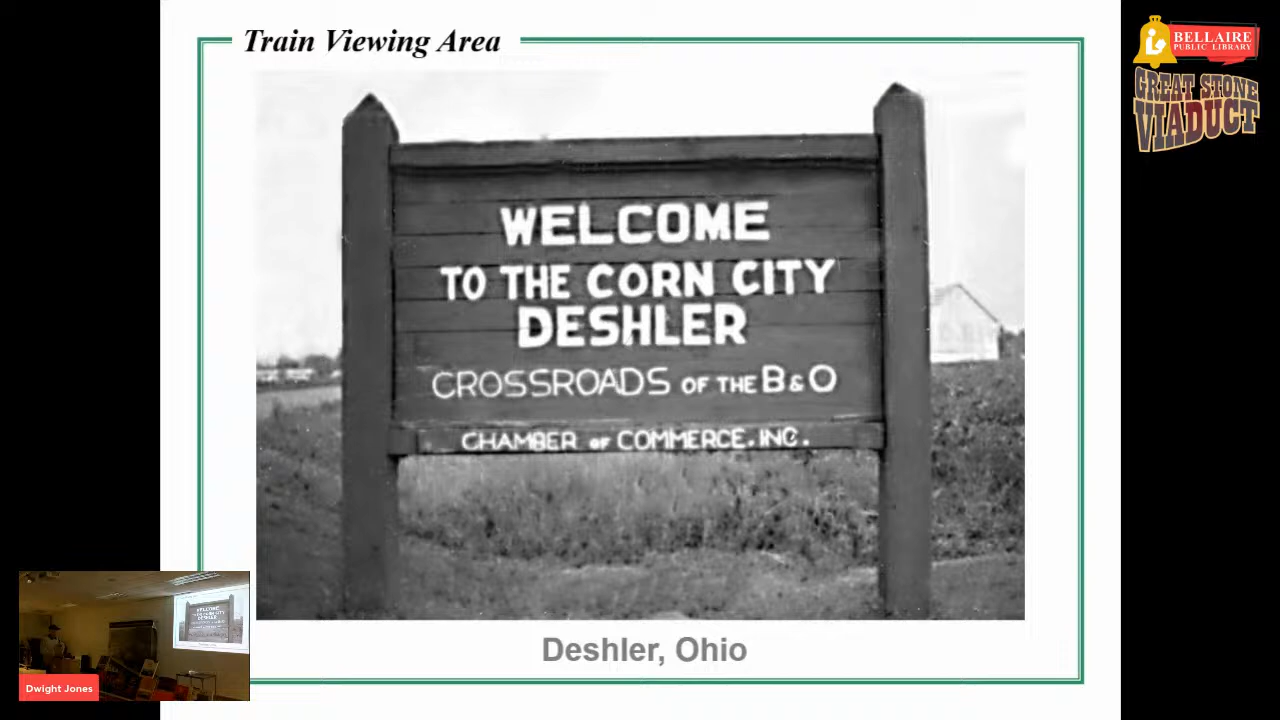 Train Viewing Area
WELCOME
TO THE CORN CITY
DESHLER
CROSSROADS OF THE B & O
CHAMBER OF COMMERCE. INC.
Deshler, Ohio
BELLAIRE
PUBLIC LIBRARY
GREAT STONE
VIADUCT
Dwight Jones